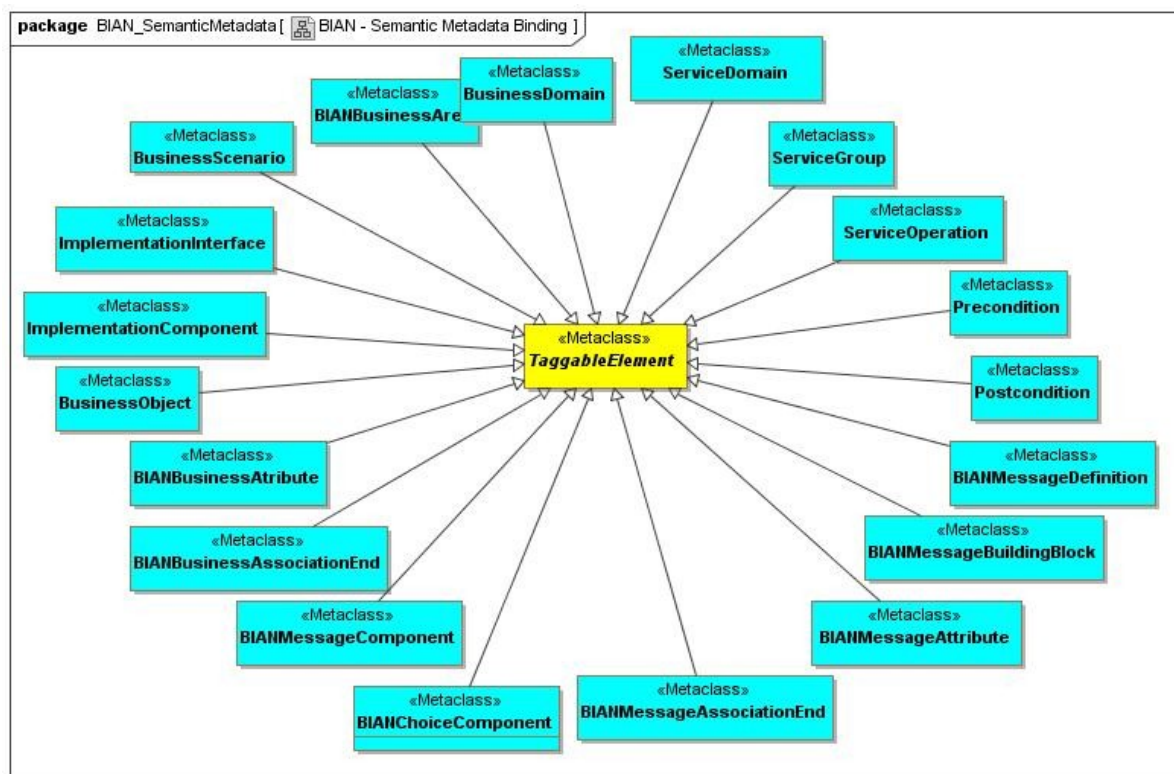 package BIAN_SemanticMetadata [ BIAN - Semantic Metadata Binding ]
«Metaclass»
ServiceDomain
«Metaclass»
BusinessDomain
«Metaclass»
BIANBusinessAre
«Metaclass»
BusinessScenario
«Metaclass»
ServiceGroup
«Metaclass»
ImplementationInterface
«Metaclass»
ServiceOperation
«Metaclass»
Precondition
«Metaclass»
ImplementationComponent
«Metaclass»
TaggableElement
«Metaclass»
Postcondition
«Metaclass»
BusinessObject
«Metaclass»
BIANBusinessAtribute
«Metaclass»
BIANMessageDefinition
«Metaclass»
BIANBusinessAssociationEnd
«Metaclass»
BIANMessageBuildingBlock
«Metaclass»
BIANMessageComponent
«Metaclass»
BIANMessageAttribute
«Metaclass»
BIANChoiceComponent
«Metaclass»
BIANMessageAssociationEnd